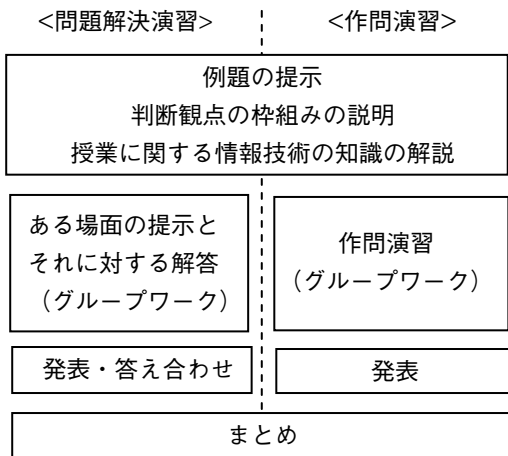 <問題解決演習>
<作問演習>
例題の提示
判断観点の枠組みの説明
授業に関する情報技術の知識の解説
ある場面の提示と
それに対する解答
（グループワーク）
作問演習
（グループワーク）
発表・答え合わせ
発表
まとめ